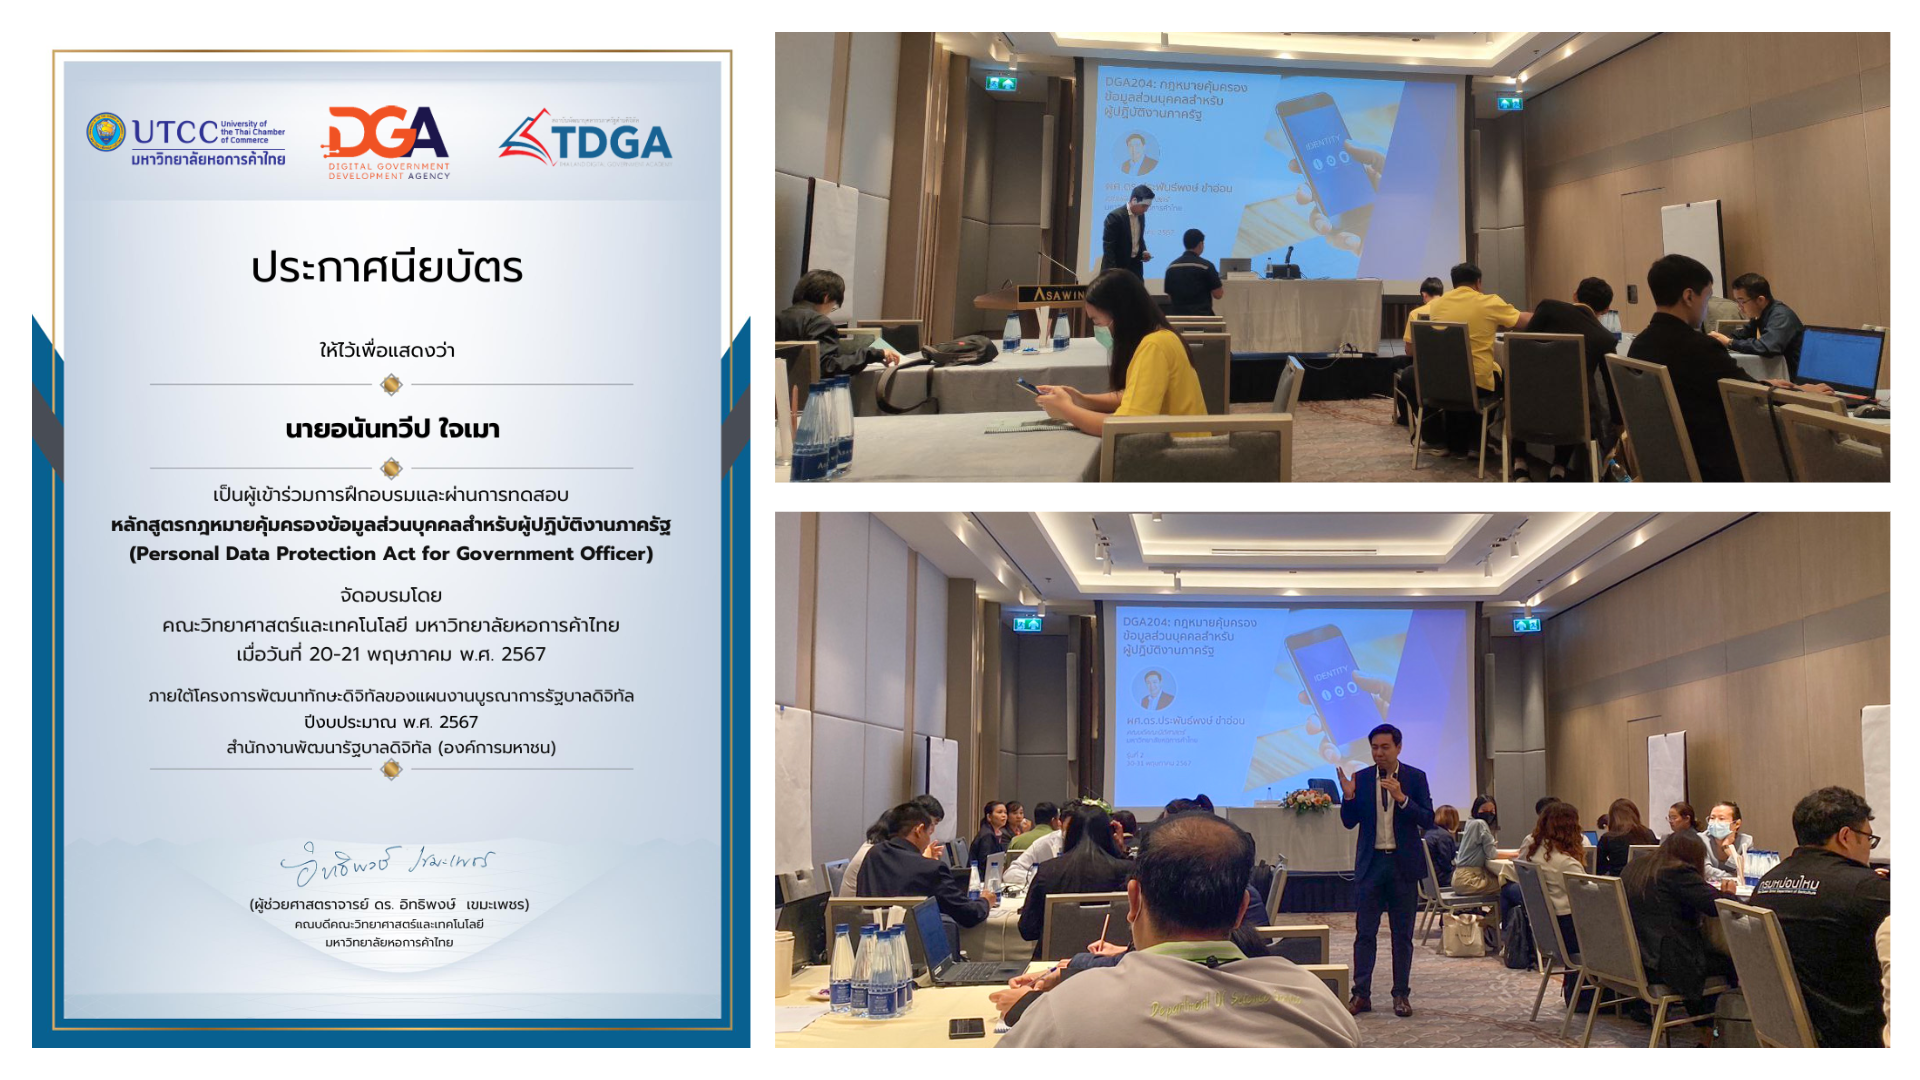 UTCC
University of
the Thai Chamber
of Commerce
มหาวิทยาลัยหอการค้าไทย
DGA
DIGITAL GOVERNMENT
DEVELOPMENT AGENCY
TDGA
ประกาศนียบัตร
ให้ไว้เพื่อแสดงว่า
นายอนันทวีป ใจเมา
เป็นผู้เข้าร่วมการฝึกอบรมและผ่านการทดสอบ
หลักสูตรกฎหมายคุ้มครองข้อมูลส่วนบุคคลสำหรับผู้ปฏิบัติงานภาครัฐ
(Personal Data Protection Act for Government Officer)
จัดอบรมโดย
คณะวิทยาศาสตร์และเทคโนโลยี มหาวิทยาลัยหอการค้าไทย
เมื่อวันที่ 20-21 พฤษภาคม พ.ศ. 2567
ภายใต้โครงการพัฒนาทักษะดิจิทัลของแผนงานบูรณาการรัฐบาลดิจิทัล
ปีงบประมาณ พ.ศ. 2567
สำนักงานพัฒนารัฐบาลดิจิทัล (องค์การมหาชน)
(ผู้ช่วยศาสตราจารย์ ดร. อิทธิพงษ์ เขมะเพชร)
คณบดีคณะวิทยาศาสตร์และเทคโนโลยี
มหาวิทยาลัยหอการค้าไทย
DGA204: กฎหมายคุ้มครอง
ข้อมูลส่วนบุคคลสำหรับ
ผู้ปฏิบัติงานภาครัฐ
IDENTITY
ASAWIN
DGA204: กฎหมายคุ้มครอง
ข้อมูลส่วนบุคคลสำหรับ
ผู้ปฏิบัติงานภาครัฐ
IDENTITY
ผศ.ดร.ประพันธ์พงษ์ ขำอ่อน
มหาวิทยาลัยหอการค้าไทย
รุ่นที่ 2
กรมหม่อนไหม
Department Of Science